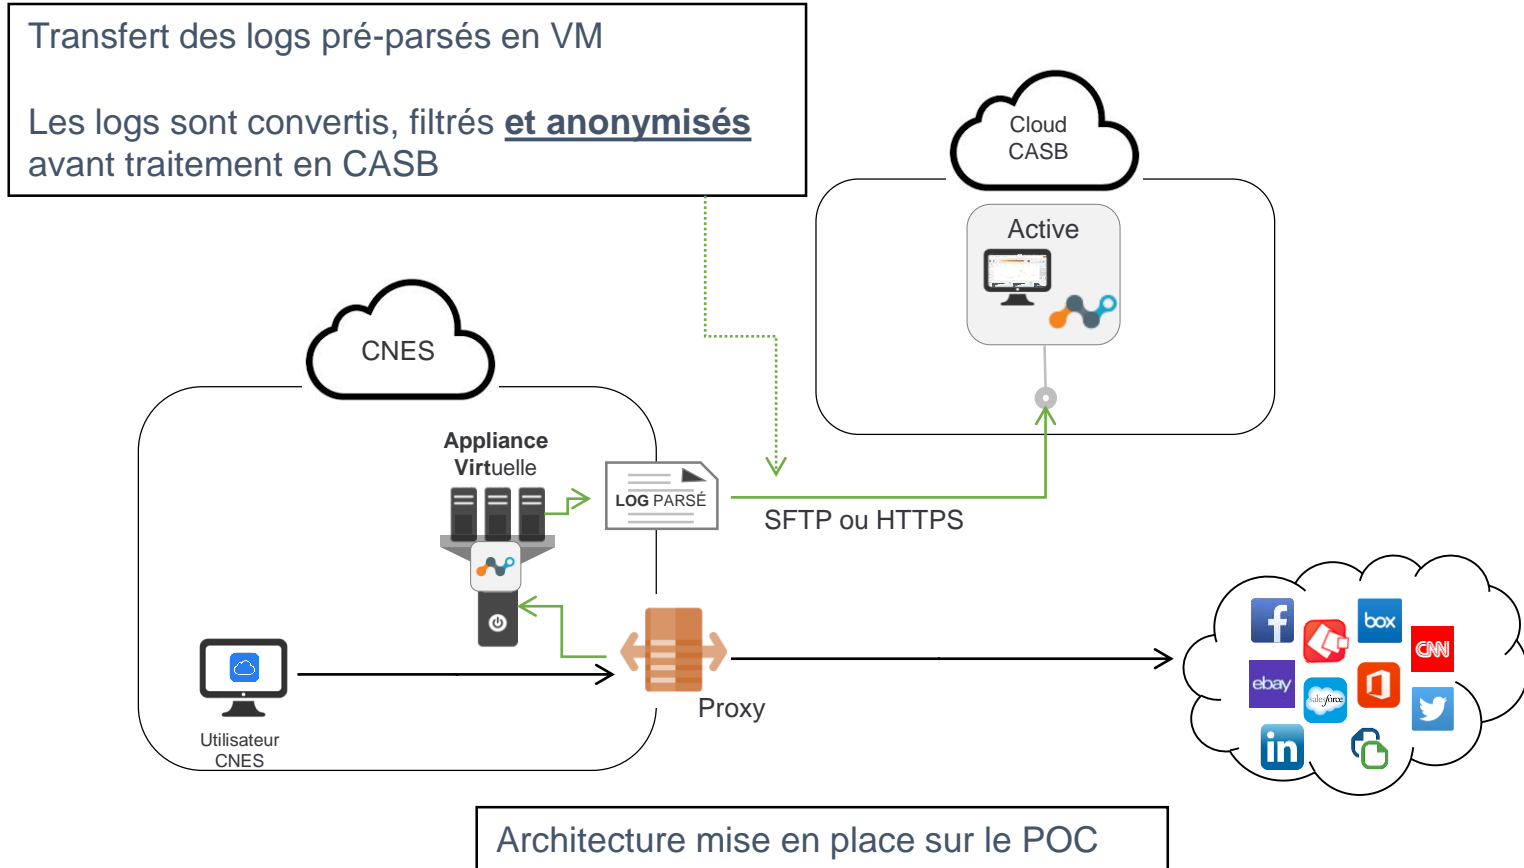 Transfert des logs pré-parsés en VM
Les logs sont convertis, filtrés et anonymisés
avant traitement en CASB
Cloud
CASB
Active
CNES
Appliance
Virtuelle
LOG PARSÉ
SFTP ou HTTPS
Proxy
Utilisateur
CNES
box
CNN
ebay
salesforce
in
Architecture mise en place sur le POC